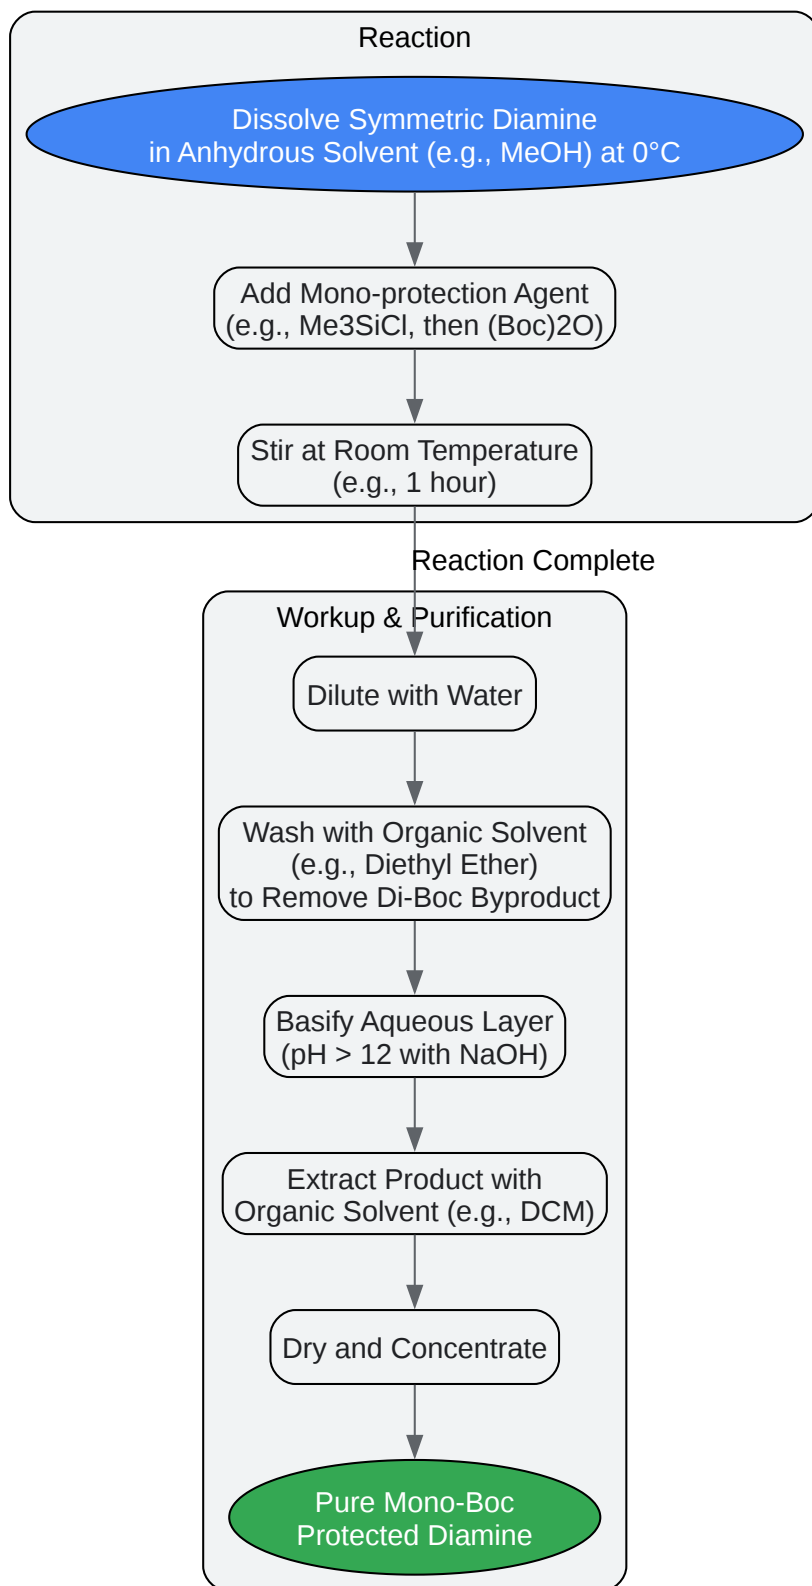 Reaction
Dissolve Symmetric Diamine
in Anhydrous Solvent (e.g., MeOH) at 0°C
Add Mono-protection Agent
(e.g., Me3SiCl, then (Boc)2O)
Stir at Room Temperature
(e.g., 1 hour)
Reaction Complete
Workup & Purification
Dilute with Water
Wash with Organic Solvent
(e.g., Diethyl Ether)
to Remove Di-Boc Byproduct
Basify Aqueous Layer
(pH > 12 with NaOH)
Extract Product with
Organic Solvent (e.g., DCM)
Dry and Concentrate
Pure Mono-Boc
Protected Diamine